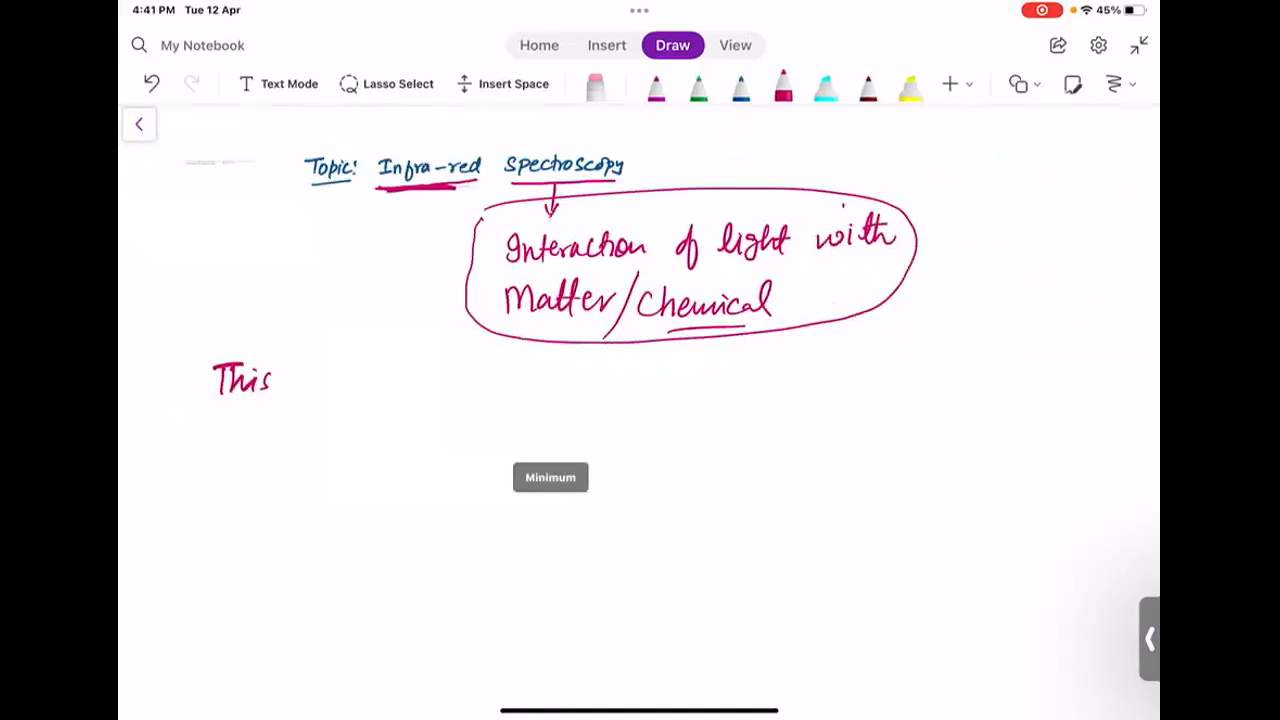 4:41 PM Tue 12 Apr
45%
My Notebook
Home Insert Draw View
Text Mode Lasso Select Insert Space
Topic: Infra-red Spectroscopy
Interaction of light with
Matter/Chemical
This
Minimum